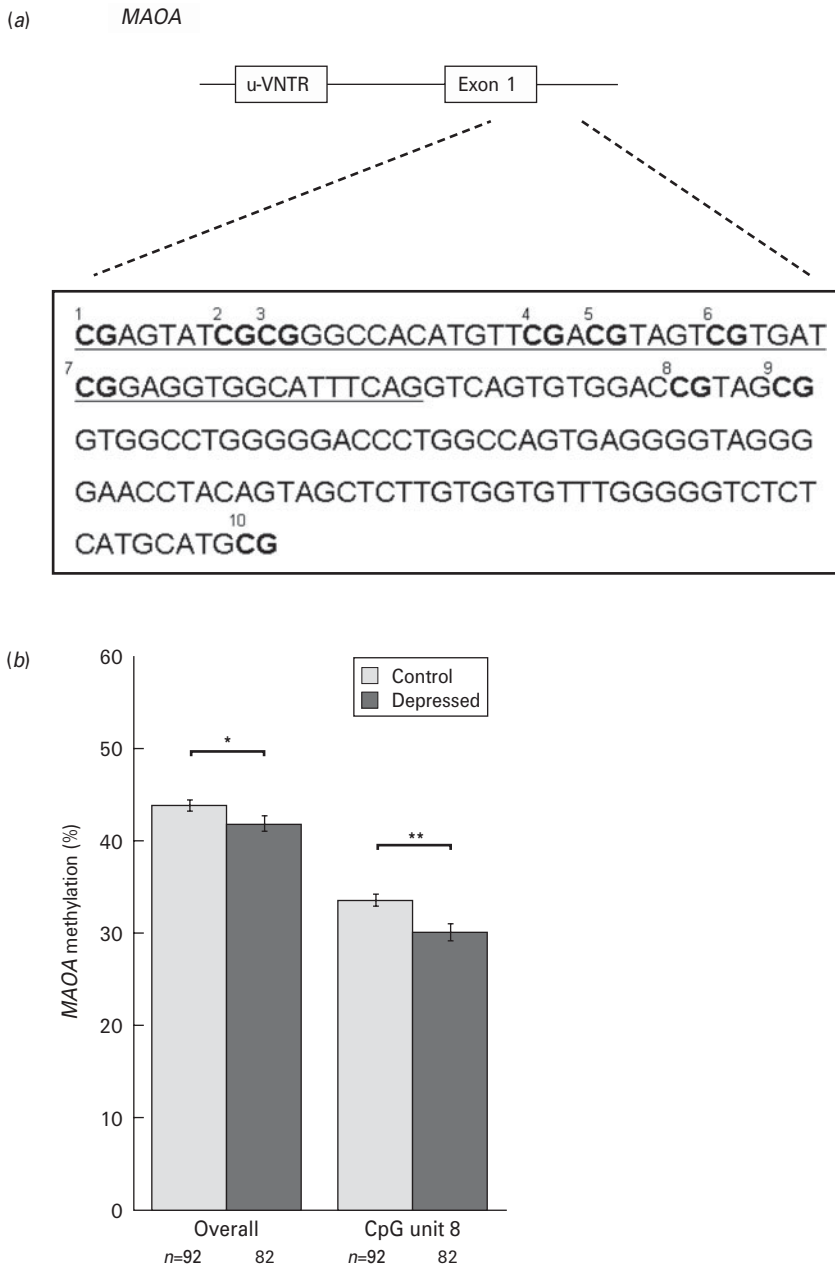 (a) MAOA
u-VNTR Exon 1
1 2 3 4 5 6
CGAGTATCGCGGGCCACATGTTCGACGTAGTCGTGAT
7 8 9
CGGAGGTGGCATTTCAGGTCAGTGTGGACCGTAGCG
GTGGCCTGGGGGACCCTGGCCAGTGAGGGGTAGGG
GAACCTACAGTAGCTCTTGTGGTGTTTGGGGGTCTCT
10
CATGCATGCG
(b)
60
Control
Depressed
50
*
40
**
30
20
10
0
MAOA methylation (%)
Overall CpG unit 8
n=92 82 n=92 82